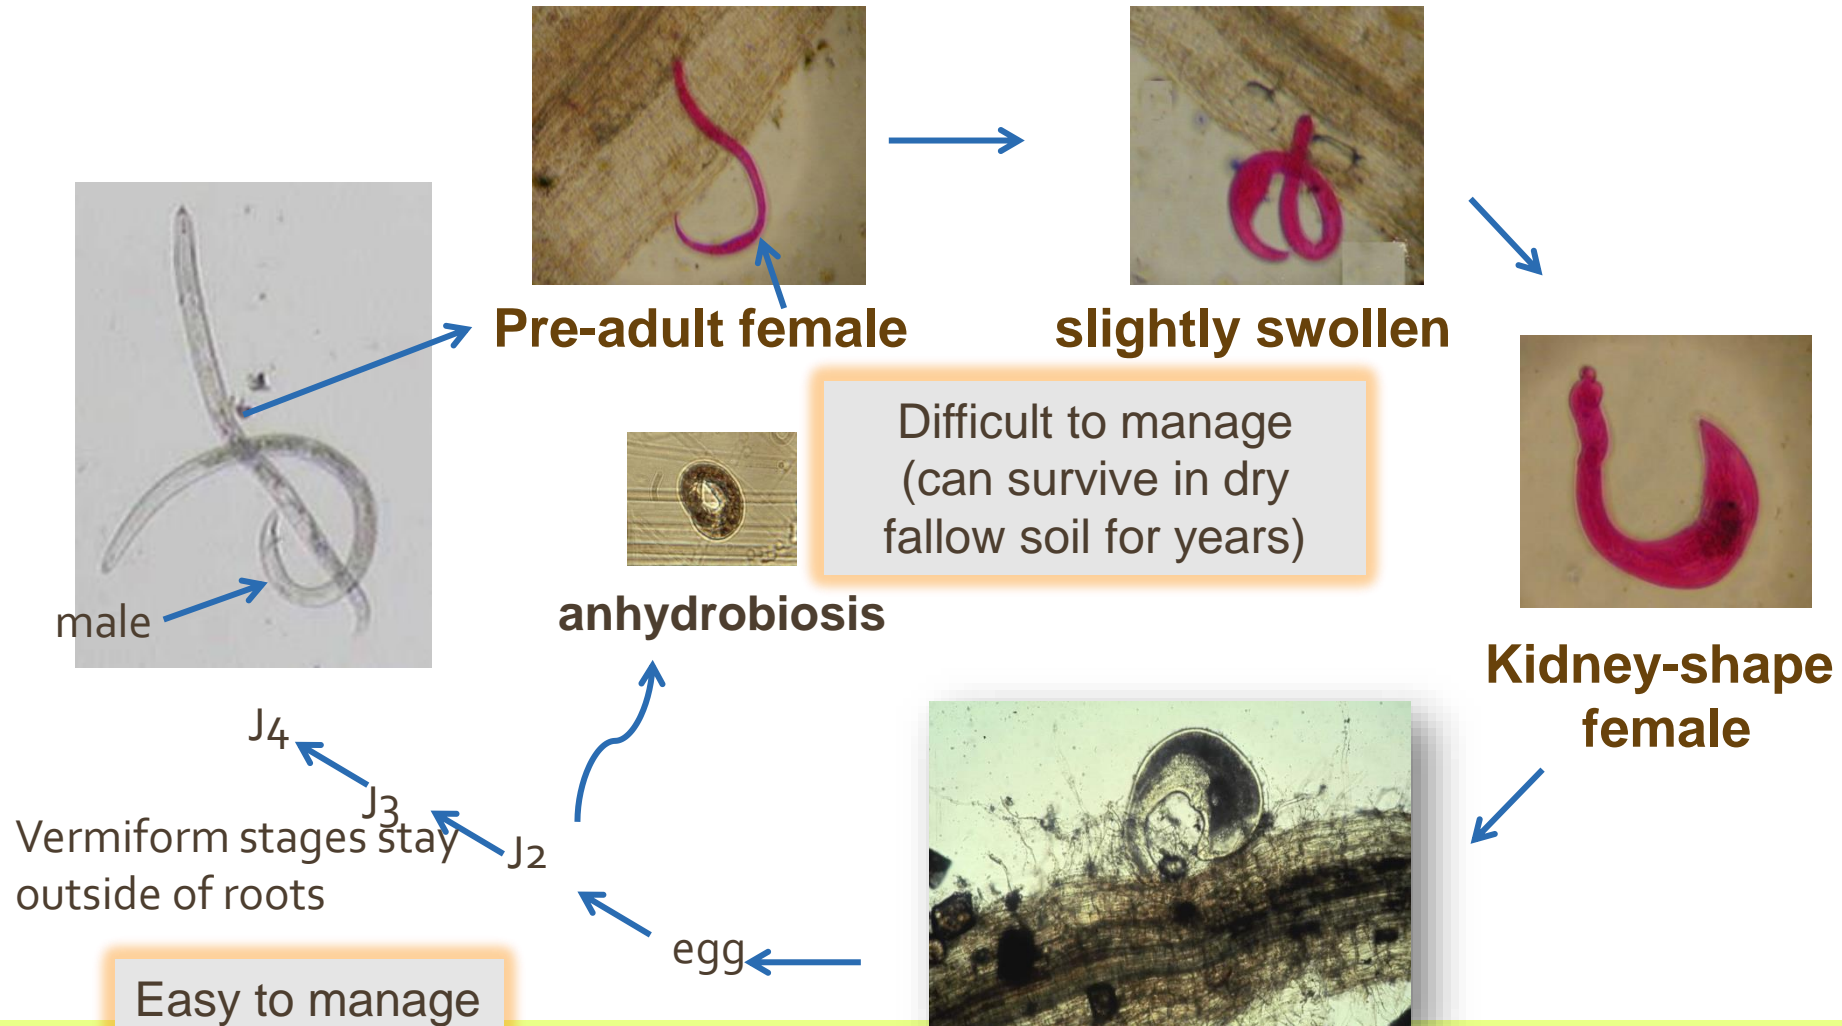 Pre-adult female
slightly swollen
Difficult to manage
(can survive in dry
fallow soil for years)
anhydrobiosis
male
Kidney-shape
female
J4
J3
J2
Vermiform stages stay
outside of roots
egg
Easy to manage